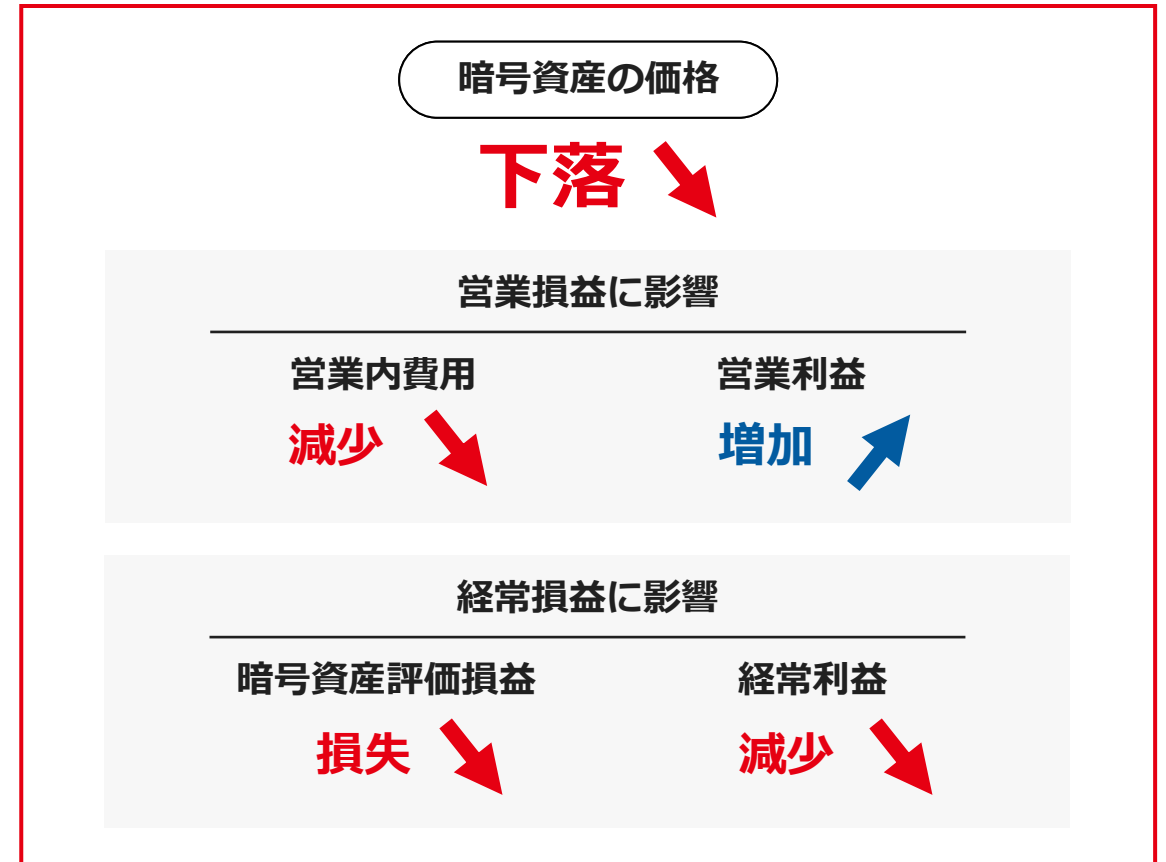 暗号資産の価格
下落
営業損益に影響
営業内費用
営業利益
減少
増加
経常損益に影響
暗号資産評価損益
経常利益
損失
減少